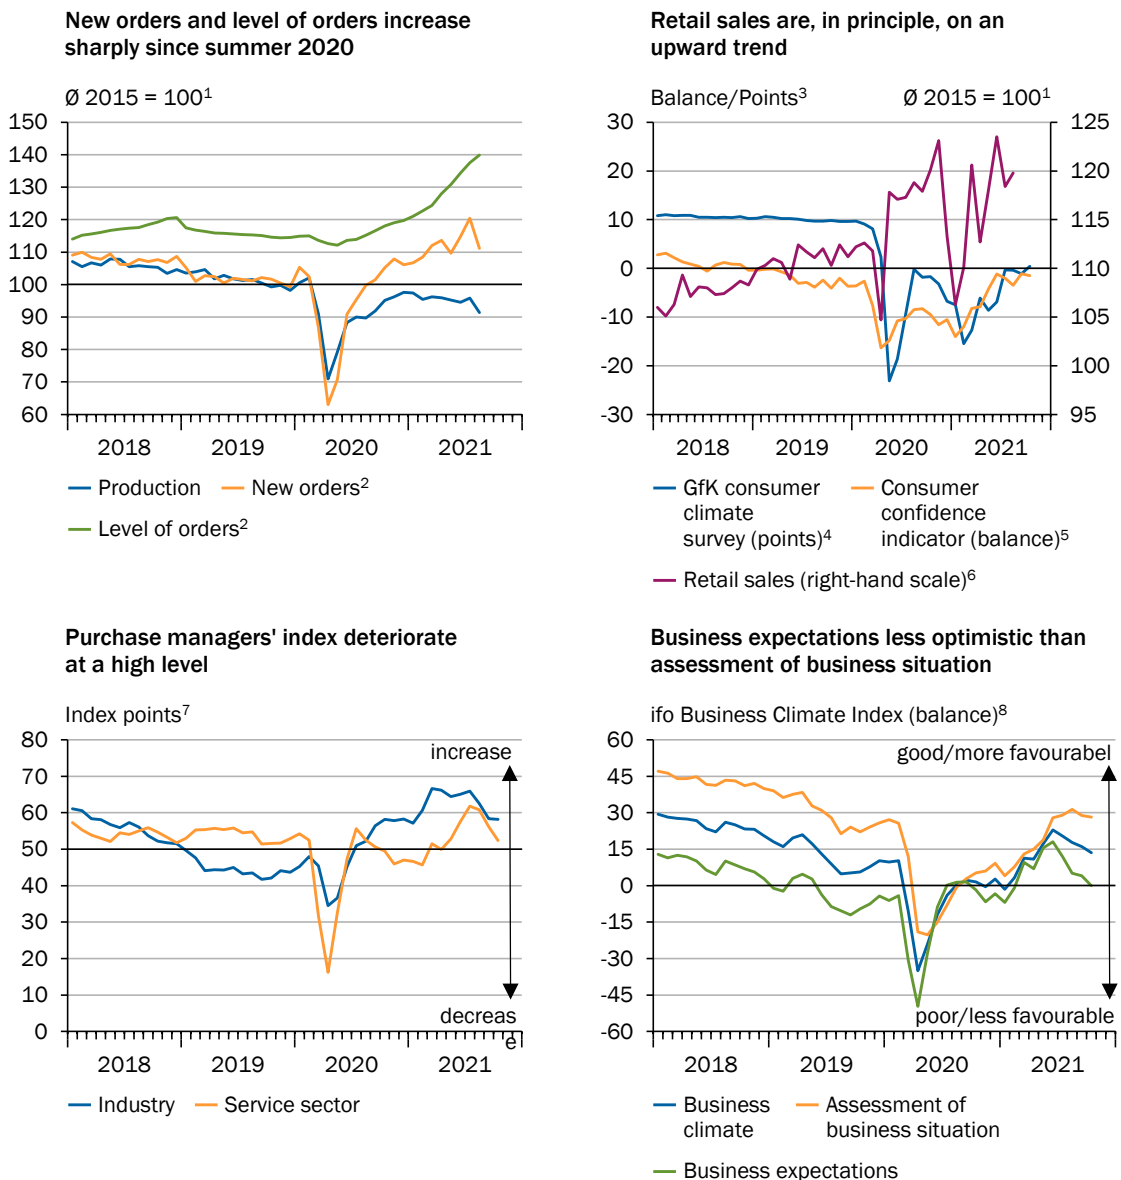 New orders and level of orders increase
sharply since summer 2020
Ø 2015 = 100¹
150
140
130
120
110
100
90
80
70
60
2018
2019
2020
2021
Production
New orders²
Level of orders²
Retail sales are, in principle, on an
upward trend
Balance/Points³
Ø 2015 = 100¹
30
20
10
0
-10
-20
-30
125
120
115
110
105
100
95
2018
2019
2020
2021
GfK consumer
climate
survey (points)⁴
Consumer
confidence
indicator (balance)⁵
Retail sales (right-hand scale)⁶
Purchase managers' index deteriorate
at a high level
Index points⁷
80
70
60
50
40
30
20
10
0
increase
decreas
e
2018
2019
2020
2021
Industry
Service sector
Business expectations less optimistic than
assessment of business situation
ifo Business Climate Index (balance)⁸
60
45
30
15
0
-15
-30
-45
-60
good/more favourabel
poor/less favourable
2018
2019
2020
2021
Business
climate
Assessment of
business situation
Business expectations